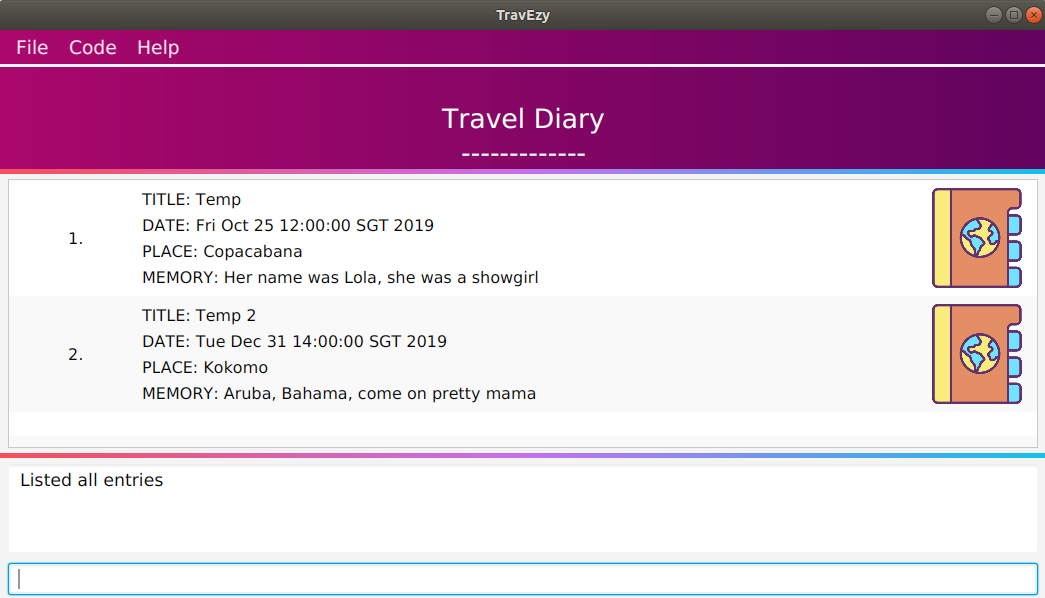 TravEzy
File Code Help
Travel Diary
-------------
1.
TITLE: Temp
DATE: Fri Oct 25 12:00:00 SGT 2019
PLACE: Copacabana
MEMORY: Her name was Lola, she was a showgirl
2.
TITLE: Temp 2
DATE: Tue Dec 31 14:00:00 SGT 2019
PLACE: Kokomo
MEMORY: Aruba, Bahama, come on pretty mama
Listed all entries